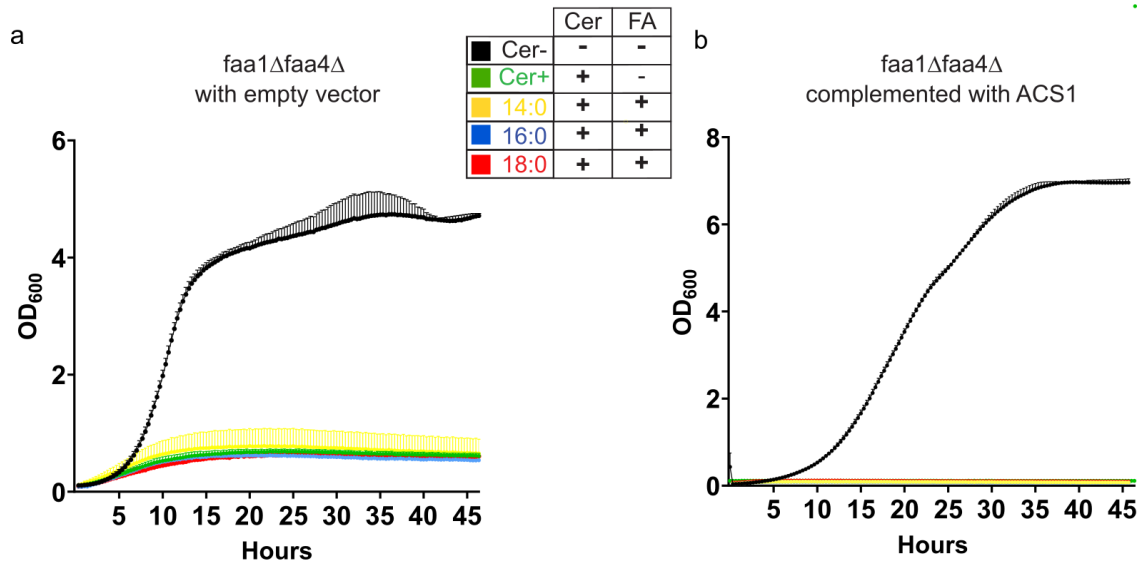 a
faa1Δfaa4Δ
with empty vector
Cer FA
Cer- - -
Cer+ + -
14:0 + +
16:0 + +
18:0 + +
b
faa1Δfaa4Δ
complemented with ACS1
6
4
2
0
OD600
5 10 15 20 25 30 35 40 45
Hours
8
6
4
2
0
OD600
5 10 15 20 25 30 35 40 45
Hours